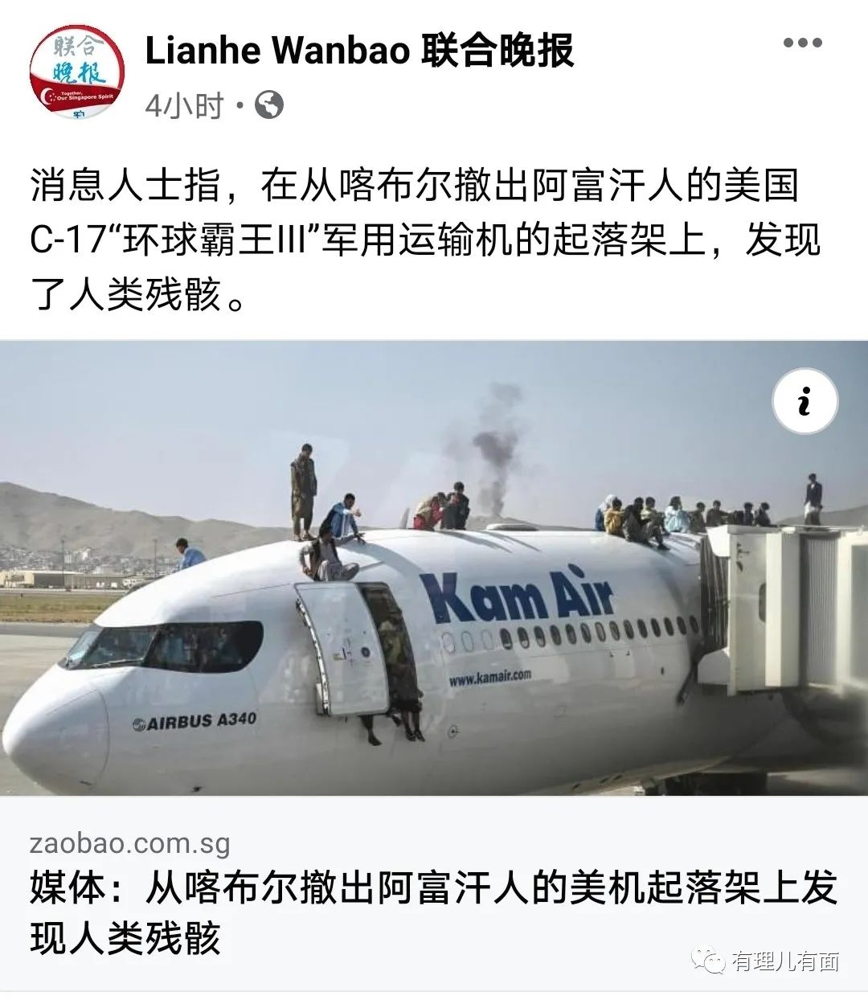 联合
晚报
Together,
Our Singapore Spirit
sph
Lianhe Wanbao 联合晚报
4小时
消息人士指，在从喀布尔撤出阿富汗人的美国
C-17“环球霸王III”军用运输机的起落架上，发现
了人类残骸。
i
Kam Air
www.kamair.com
AIRBUS A340
zaobao.com.sg
媒体：从喀布尔撤出阿富汗人的美机起落架上发
现人类残骸
有理儿有面